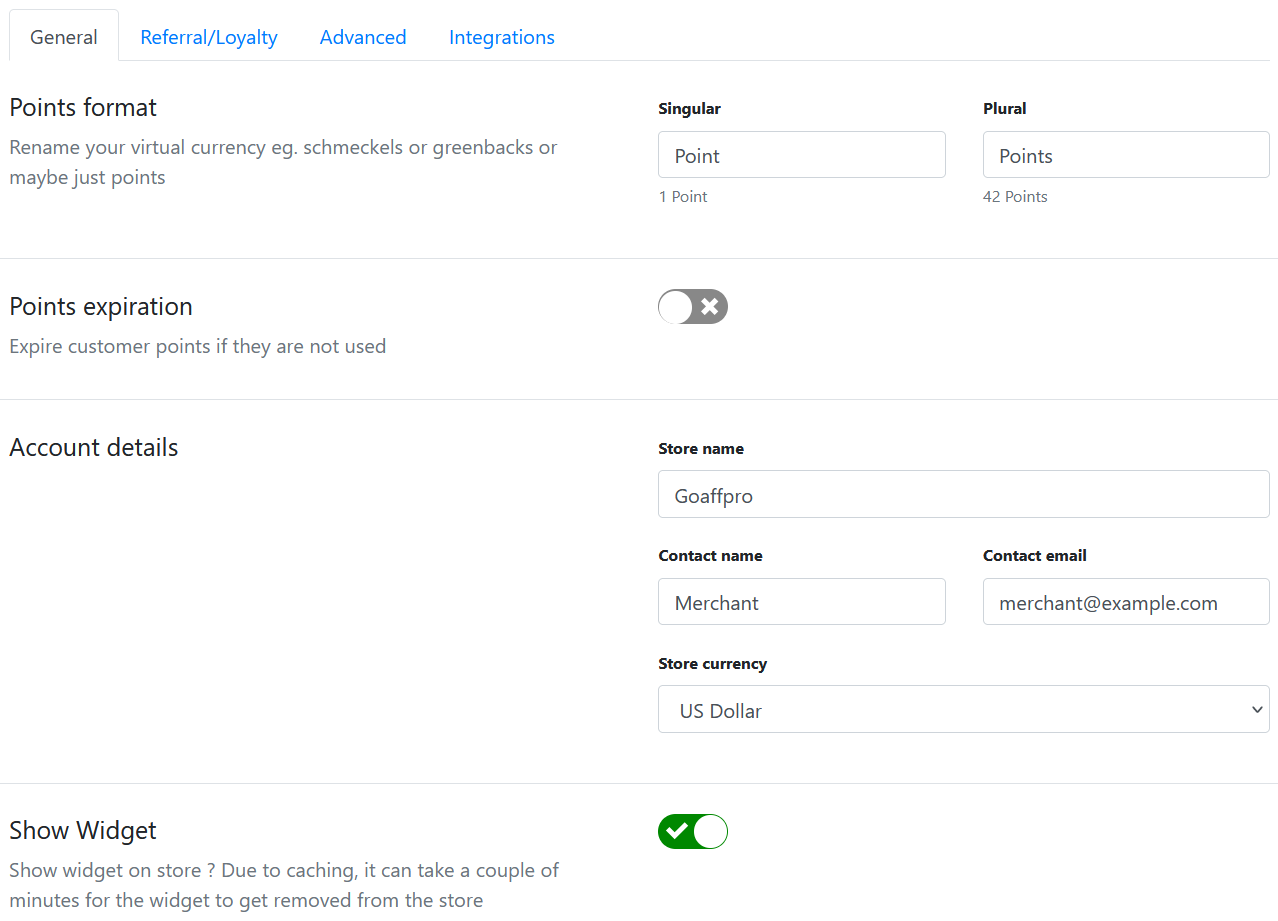 General Referral/Loyalty Advanced Integrations
Points format
Rename your virtual currency eg. schmeckels or greenbacks or
maybe just points
Singular Plural
Point Points
1 Point 42 Points
Points expiration
Expire customer points if they are not used
Account details
Store name
Goaffpro
Contact name Contact email
Merchant merchant@example.com
Store currency
US Dollar
Show Widget
Show widget on store ? Due to caching, it can take a couple of
minutes for the widget to get removed from the store